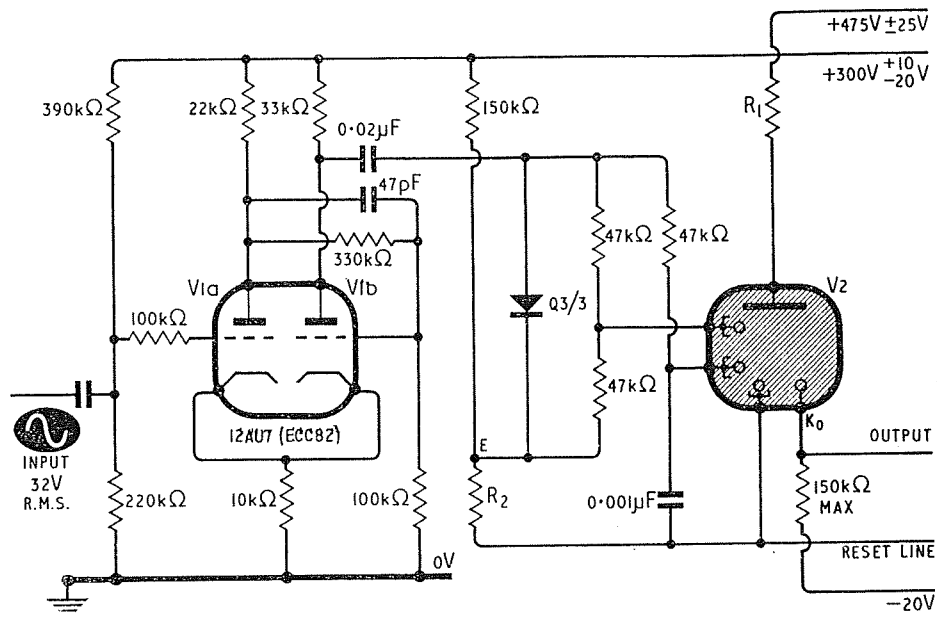 +475V ±25V
+300V +10 -20 V
390kΩ
22kΩ
33kΩ
150kΩ
R1
0·02µF
47pF
330kΩ
47kΩ
47kΩ
V1a
V1b
Q3/3
V2
100kΩ
47kΩ
12AU7 (ECC82)
E
K0
OUTPUT
INPUT
32V
R.M.S.
220kΩ
10kΩ
100kΩ
R2
0·001µF
150kΩ
MAX
RESET LINE
0V
-20V